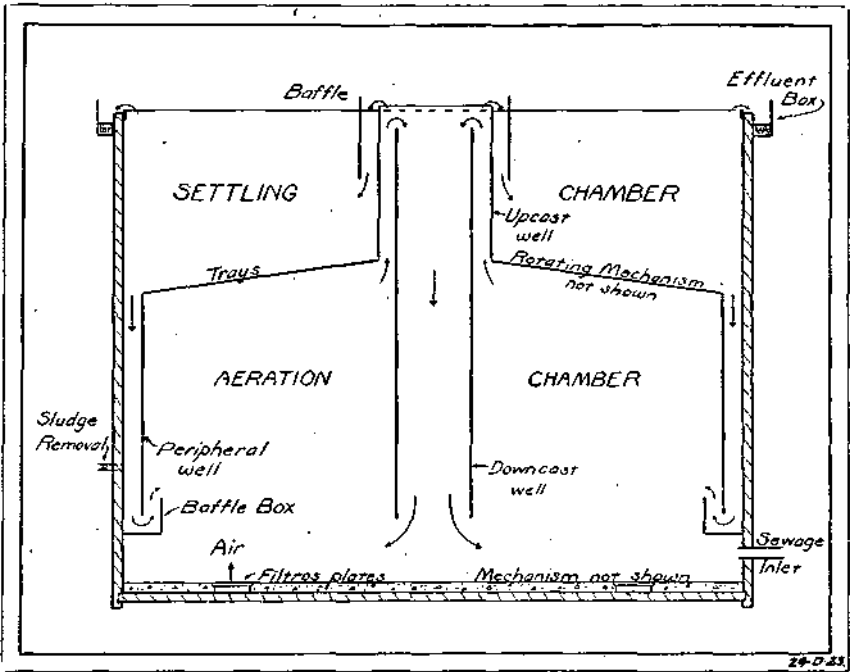 Baffle
Effluent
Box
SETTLING
CHAMBER
Upcast
well
Trays
Rotating Mechanism
not shown
AERATION
CHAMBER
Sludge
Removal
Peripheral
well
Downcast
well
Baffle Box
Air
Sewage
Inlet
Filtros plates
Mechanism not shown